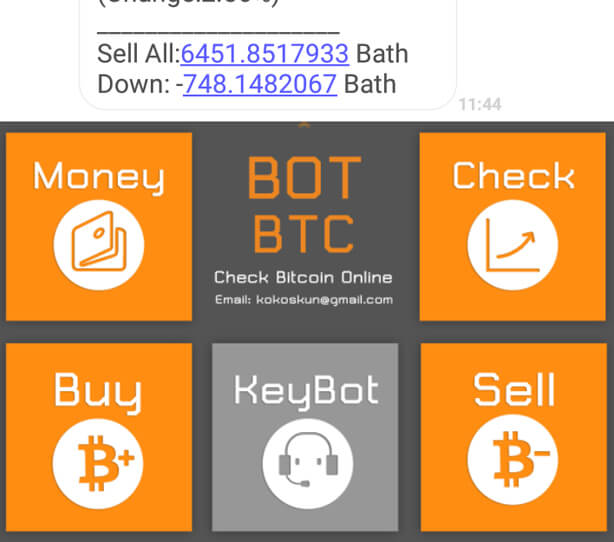 ____________________
Sell All:6451.8517933 Bath
Down: -748.1482067 Bath
11:44
Money
BOT
BTC
Check Bitcoin Online
Email: kokoskun@gmail.com
Check
Buy
KeyBot
Sell